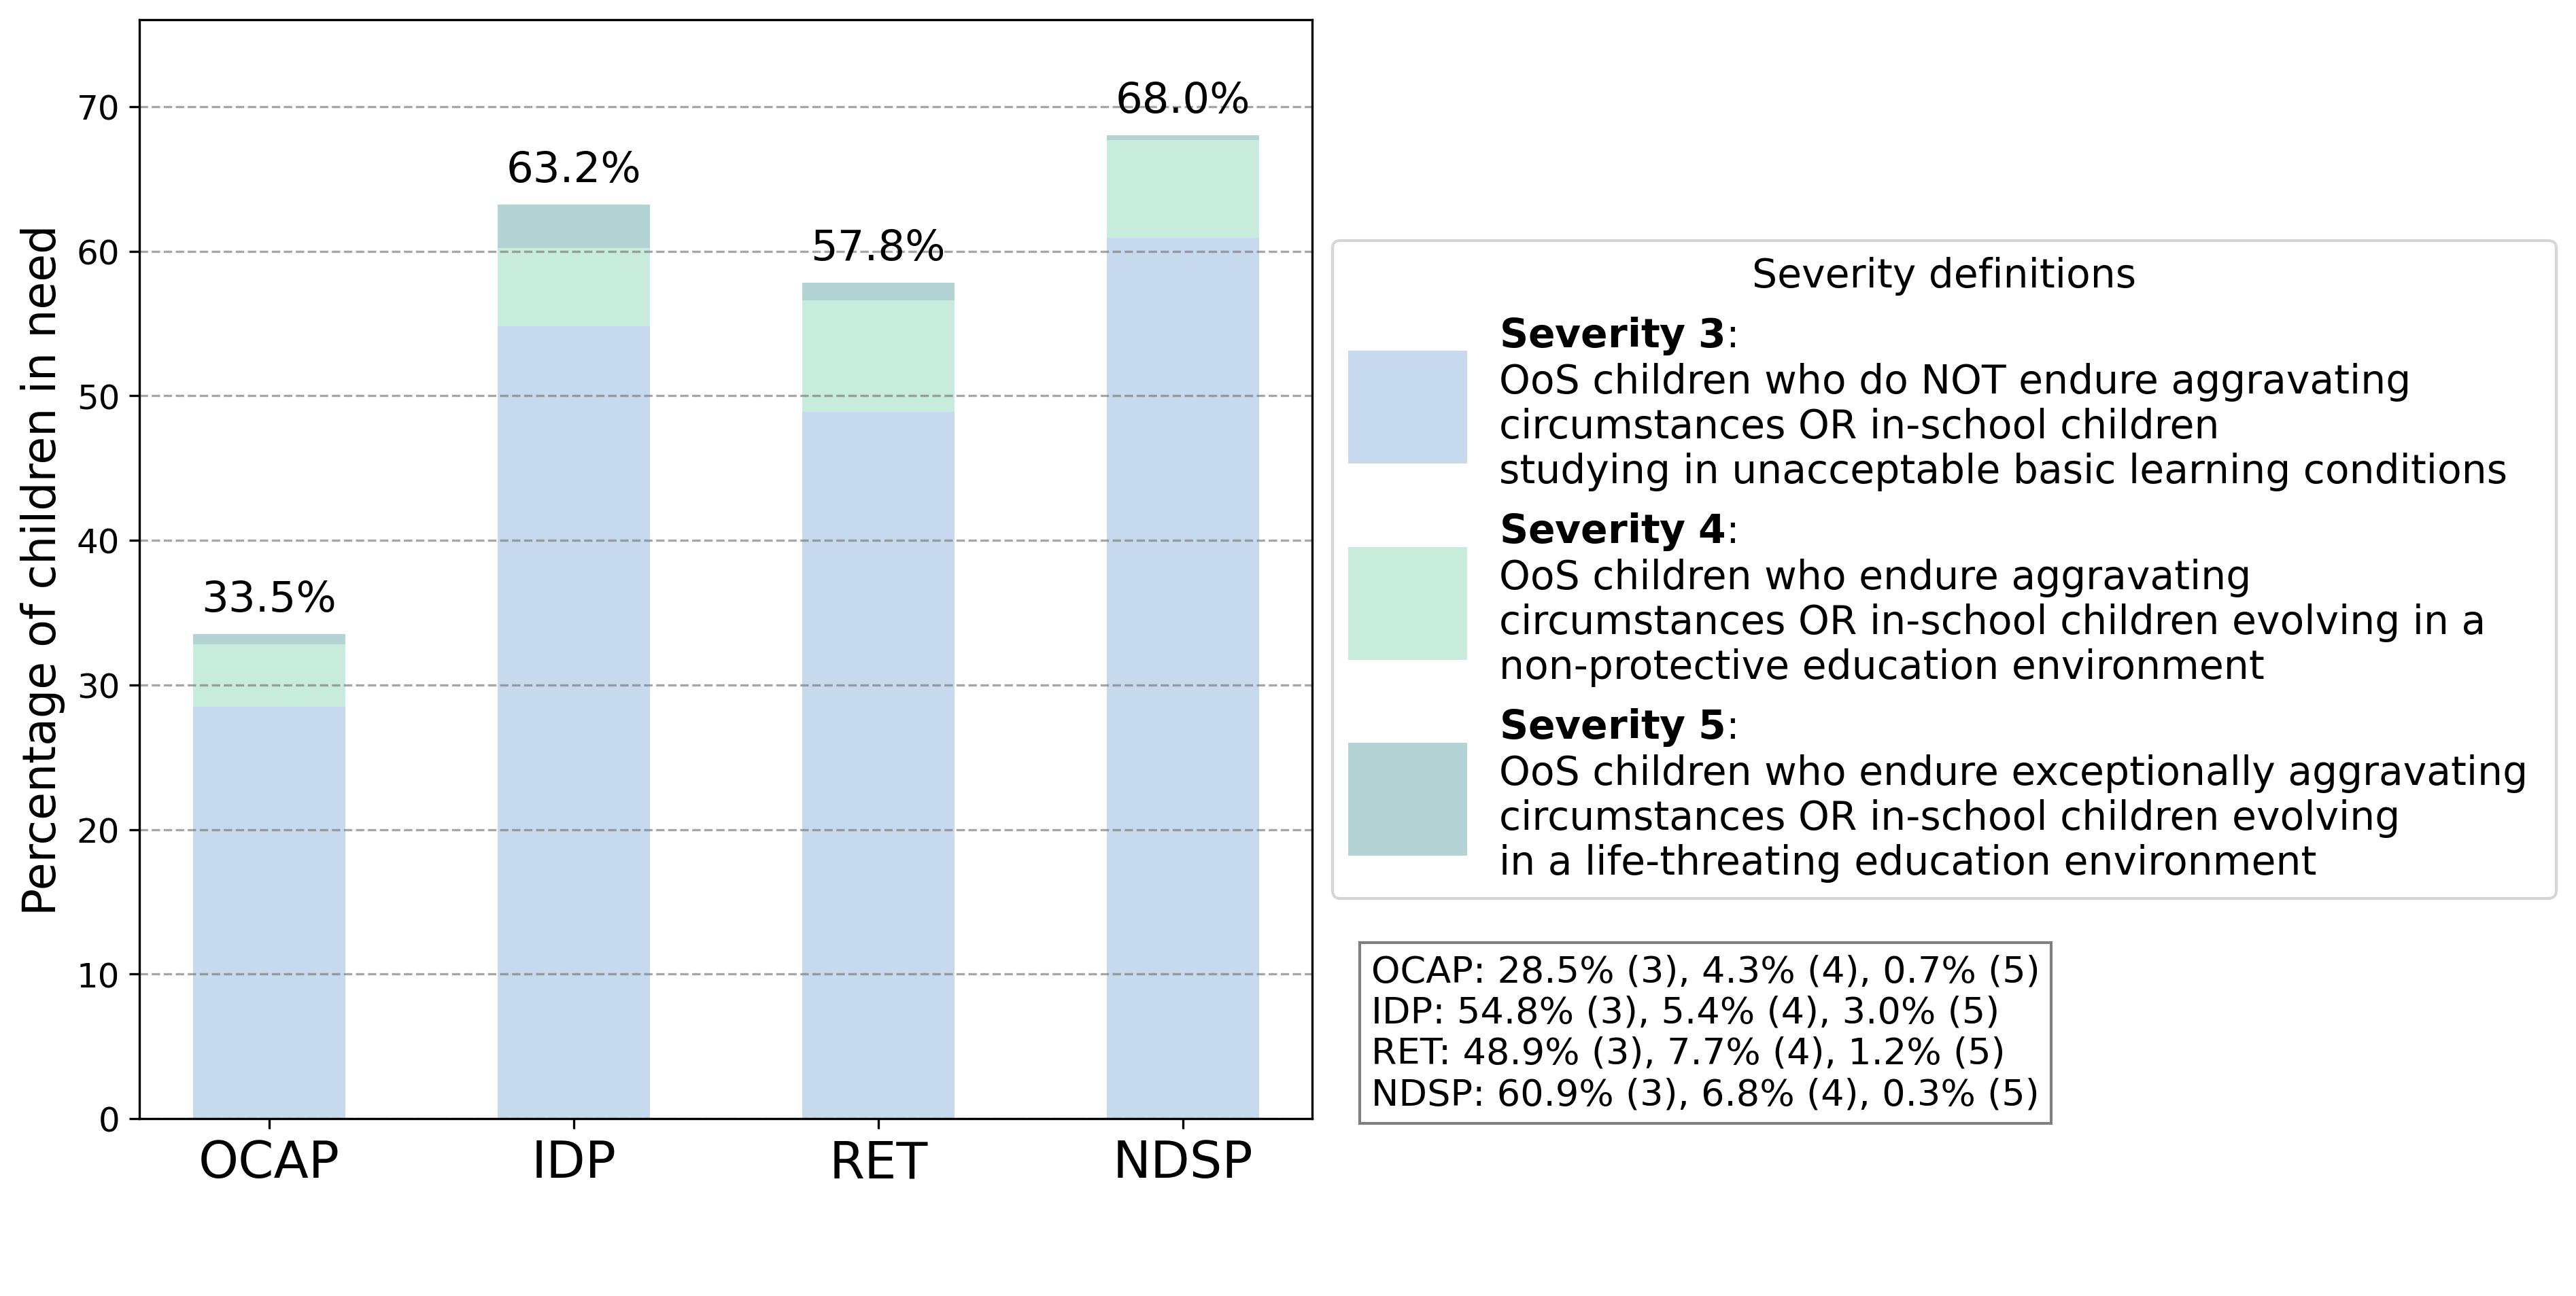 Percentage of children in need
70
60
50
40
30
20
10
0
33.5%
63.2%
57.8%
68.0%
OCAP
IDP
RET
NDSP
Severity definitions
Severity 3:
OoS children who do NOT endure aggravating
circumstances OR in-school children
studying in unacceptable basic learning conditions
Severity 4:
OoS children who endure aggravating
circumstances OR in-school children evolving in a
non-protective education environment
Severity 5:
OoS children who endure exceptionally aggravating
circumstances OR in-school children evolving
in a life-threating education environment
OCAP: 28.5% (3), 4.3% (4), 0.7% (5)
IDP: 54.8% (3), 5.4% (4), 3.0% (5)
RET: 48.9% (3), 7.7% (4), 1.2% (5)
NDSP: 60.9% (3), 6.8% (4), 0.3% (5)